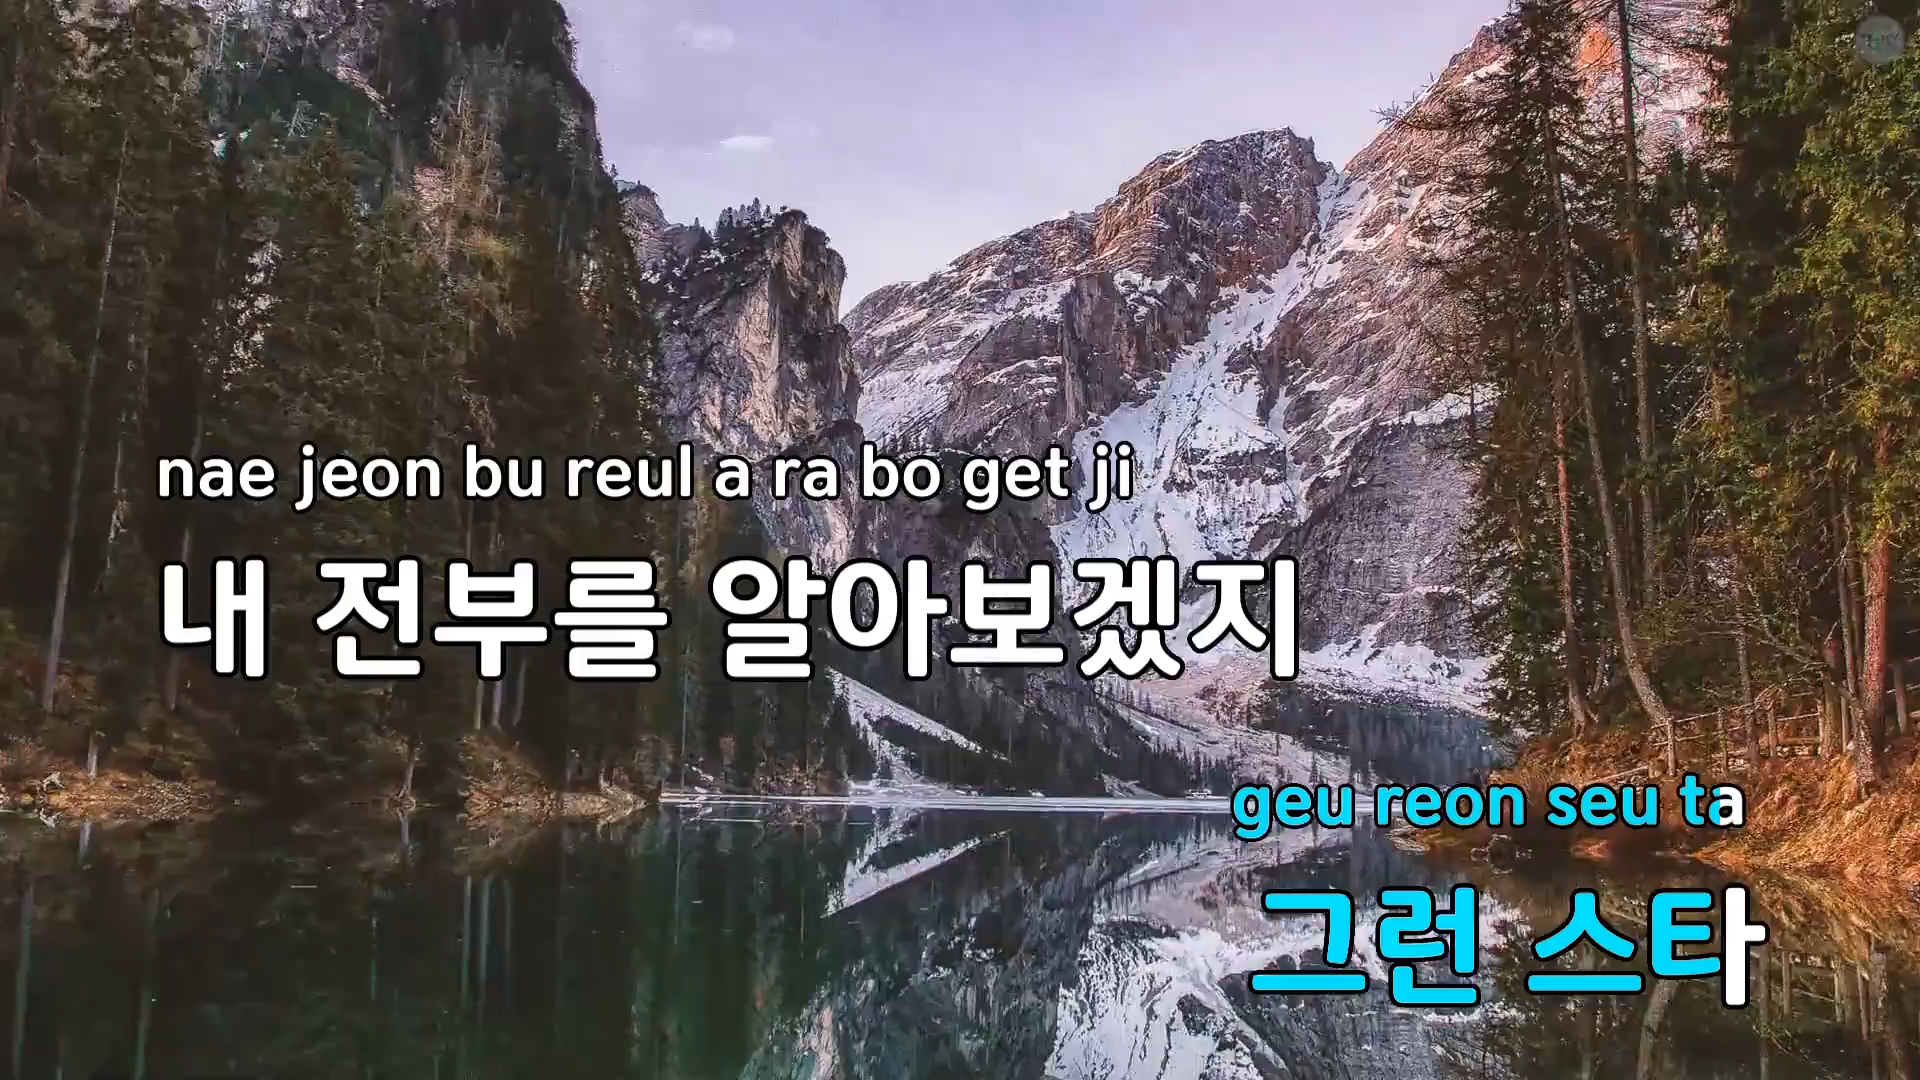 nae jeon bu reul a ra bo get ji
내 전부를 알아보겠지
geu reon seu ta
그런 스타